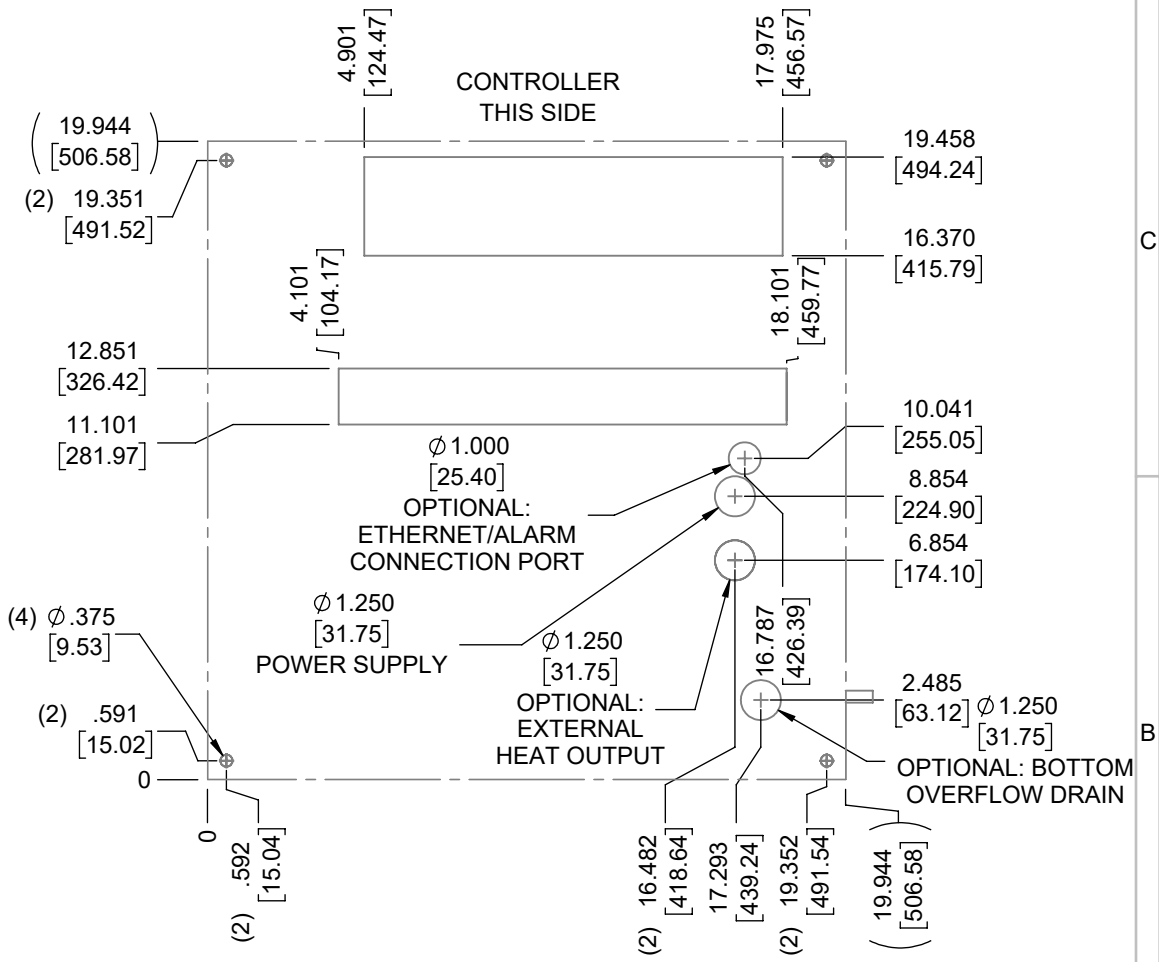 4.901
[124.47]
17.975
[456.57]
CONTROLLER
THIS SIDE
(19.944
[506.58])
(2) 19.351
[491.52]
19.458
[494.24]
16.370
[415.79]
C
4.101
[104.17]
18.101
[459.77]
12.851
[326.42]
11.101
[281.97]
10.041
[255.05]
8.854
[224.90]
6.854
[174.10]
Ø 1.000
[25.40]
OPTIONAL:
ETHERNET/ALARM
CONNECTION PORT
Ø 1.250
[31.75]
POWER SUPPLY
(4) Ø .375
[9.53]
Ø 1.250
[31.75]
OPTIONAL:
EXTERNAL
HEAT OUTPUT
16.787
[426.39]
2.485
[63.12]
Ø 1.250
[31.75]
OPTIONAL: BOTTOM
OVERFLOW DRAIN
B
(2) .591
[15.02]
0
0
(2) .592
[15.04]
(2) 16.482
[418.64]
17.293
[439.24]
(2) 19.352
[491.54]
(19.944
[506.58])